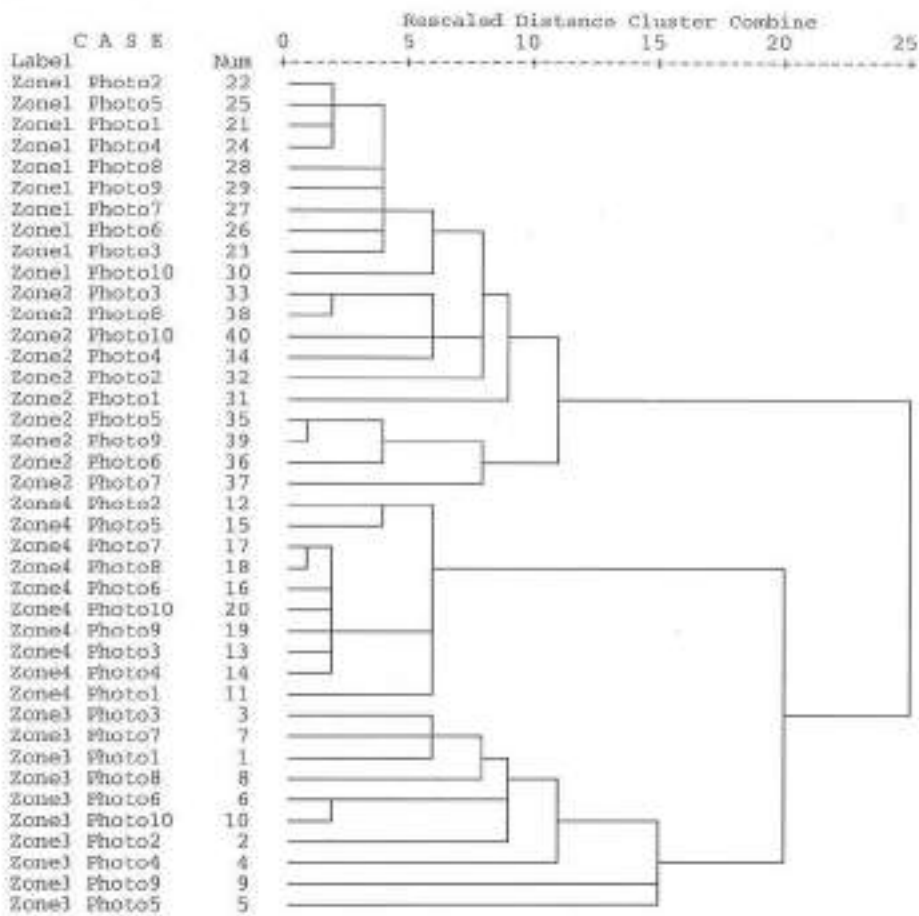 Rescaled Distance Cluster Combine
C A S E 0 5 10 15 20 25
Label Num
Zone1 Photo2 22
Zone1 Photo5 25
Zone1 Photo1 21
Zone1 Photo4 24
Zone1 Photo8 28
Zone1 Photo9 29
Zone1 Photo7 27
Zone1 Photo6 26
Zone1 Photo3 23
Zone1 Photo10 30
Zone2 Photo3 33
Zone2 Photo8 38
Zone2 Photo10 40
Zone2 Photo4 34
Zone2 Photo2 32
Zone2 Photo1 31
Zone2 Photo5 35
Zone2 Photo9 39
Zone2 Photo6 36
Zone2 Photo7 37
Zone4 Photo2 12
Zone4 Photo5 15
Zone4 Photo7 17
Zone4 Photo8 18
Zone4 Photo6 16
Zone4 Photo10 20
Zone4 Photo9 19
Zone4 Photo3 13
Zone4 Photo4 14
Zone4 Photo1 11
Zone3 Photo3 3
Zone3 Photo7 7
Zone3 Photo1 1
Zone3 Photo8 8
Zone3 Photo6 6
Zone3 Photo10 10
Zone3 Photo2 2
Zone3 Photo4 4
Zone3 Photo9 9
Zone3 Photo5 5